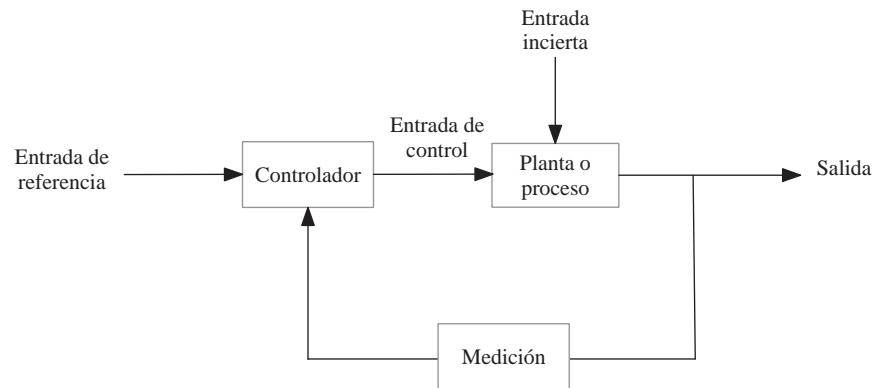 Entrada
incierta
Entrada de
control
Entrada de
referencia
Controlador
Planta o
proceso
Salida
Medición